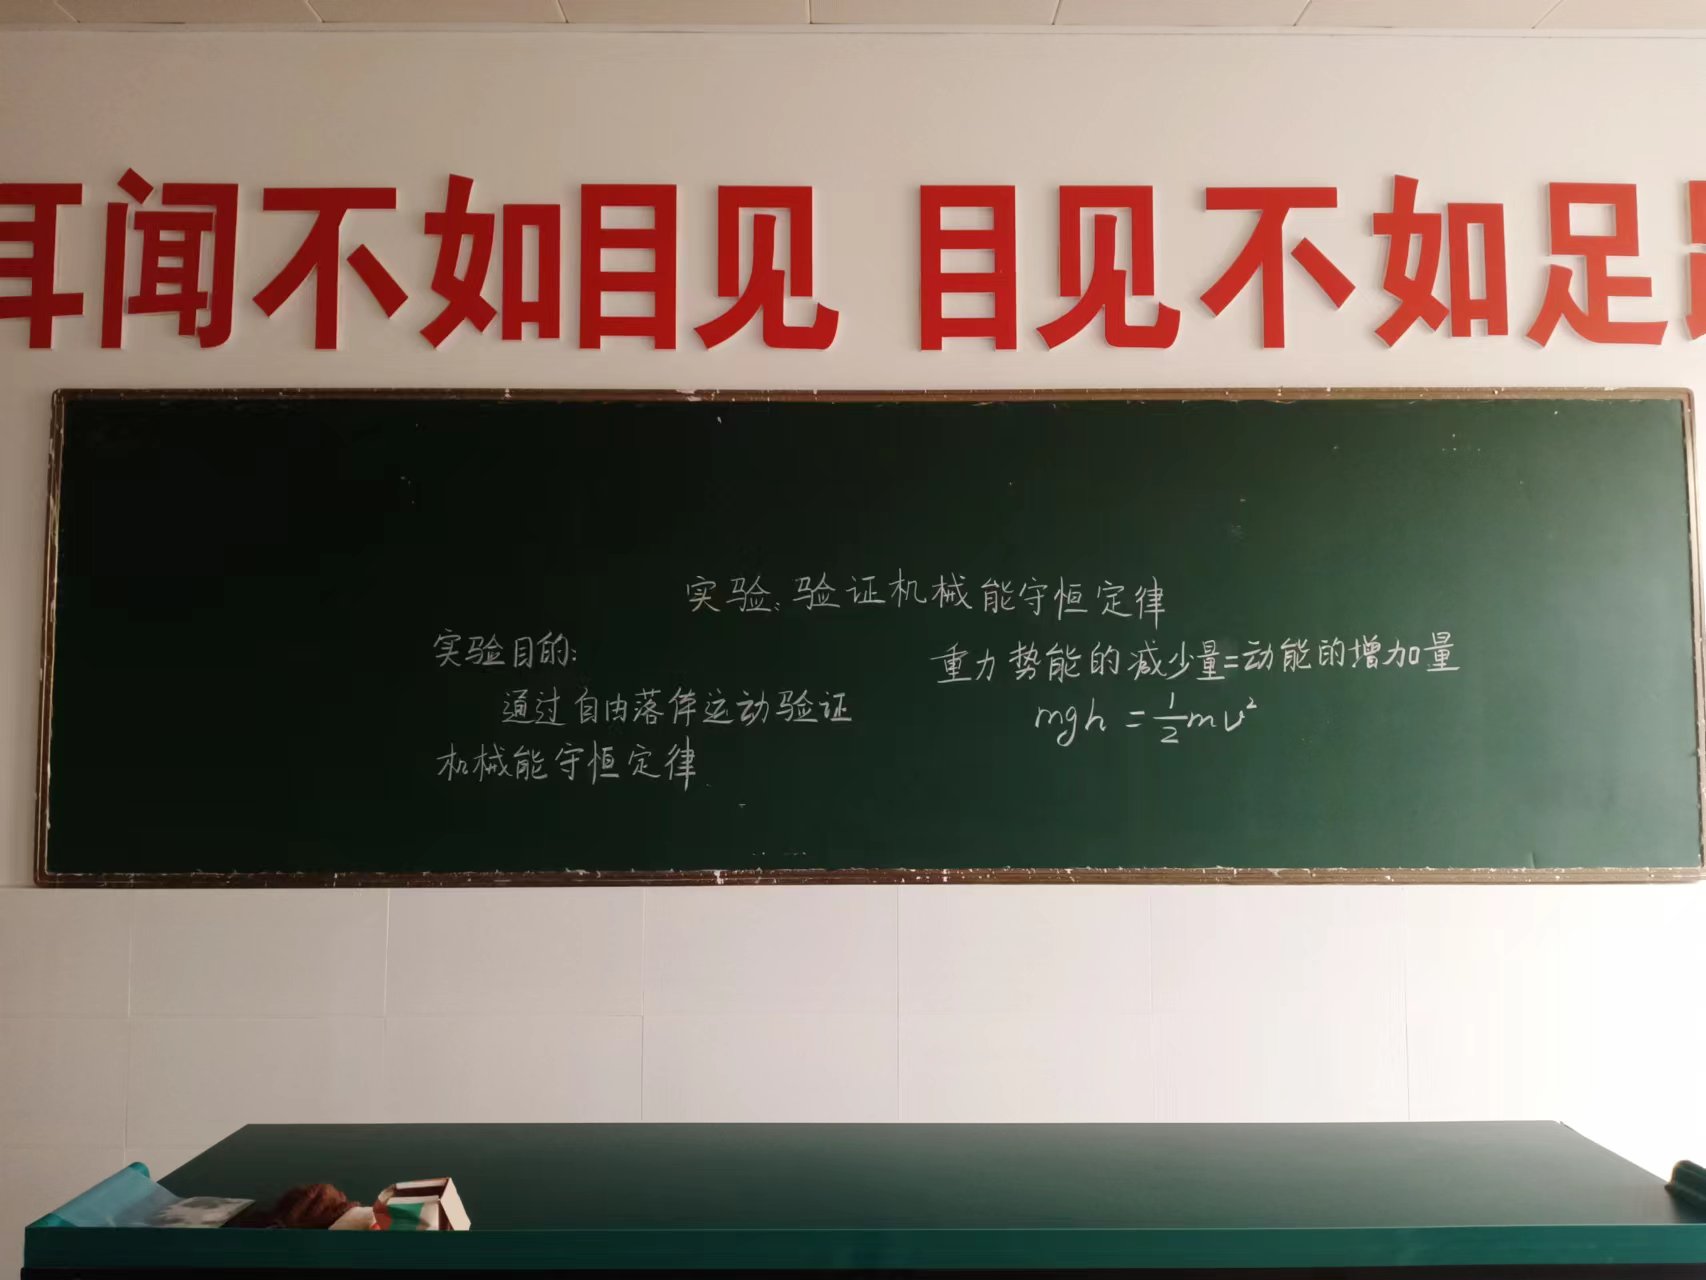 耳闻不如目见 目见不如足
实验:验证机械能守恒定律
实验目的:
通过自由落体运动验证
机械能守恒定律
重力势能的减少量=动能的增加量
mgh = ½mv²